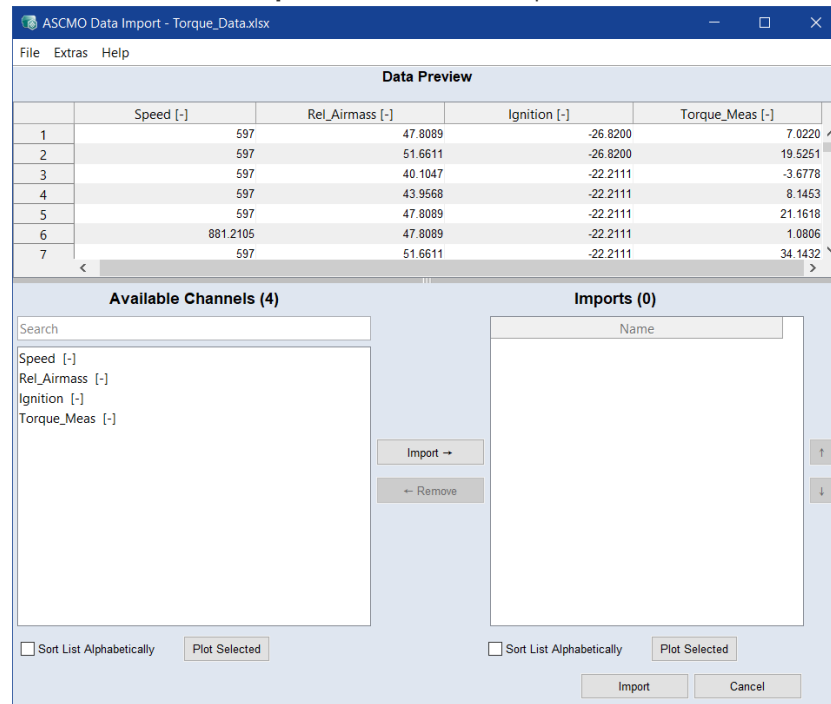 ASCMO Data Import - Torque_Data.xlsx
File Extras Help
Data Preview
Speed [-] Rel_Airmass [-] Ignition [-] Torque_Meas [-]
1 597 47.8089 -26.8200 7.0220
2 597 51.6611 -26.8200 19.5251
3 597 40.1047 -22.2111 -3.6778
4 597 43.9568 -22.2111 8.1453
5 597 47.8089 -22.2111 21.1618
6 881.2105 47.8089 -22.2111 1.0806
7 597 51.6611 -22.2111 34.1432
Available Channels (4) Imports (0)
Search Name
Speed [-]
Rel_Airmass [-]
Ignition [-]
Torque_Meas [-]
Import → ↑
← Remove ↓
Sort List Alphabetically Plot Selected Sort List Alphabetically Plot Selected
Import Cancel